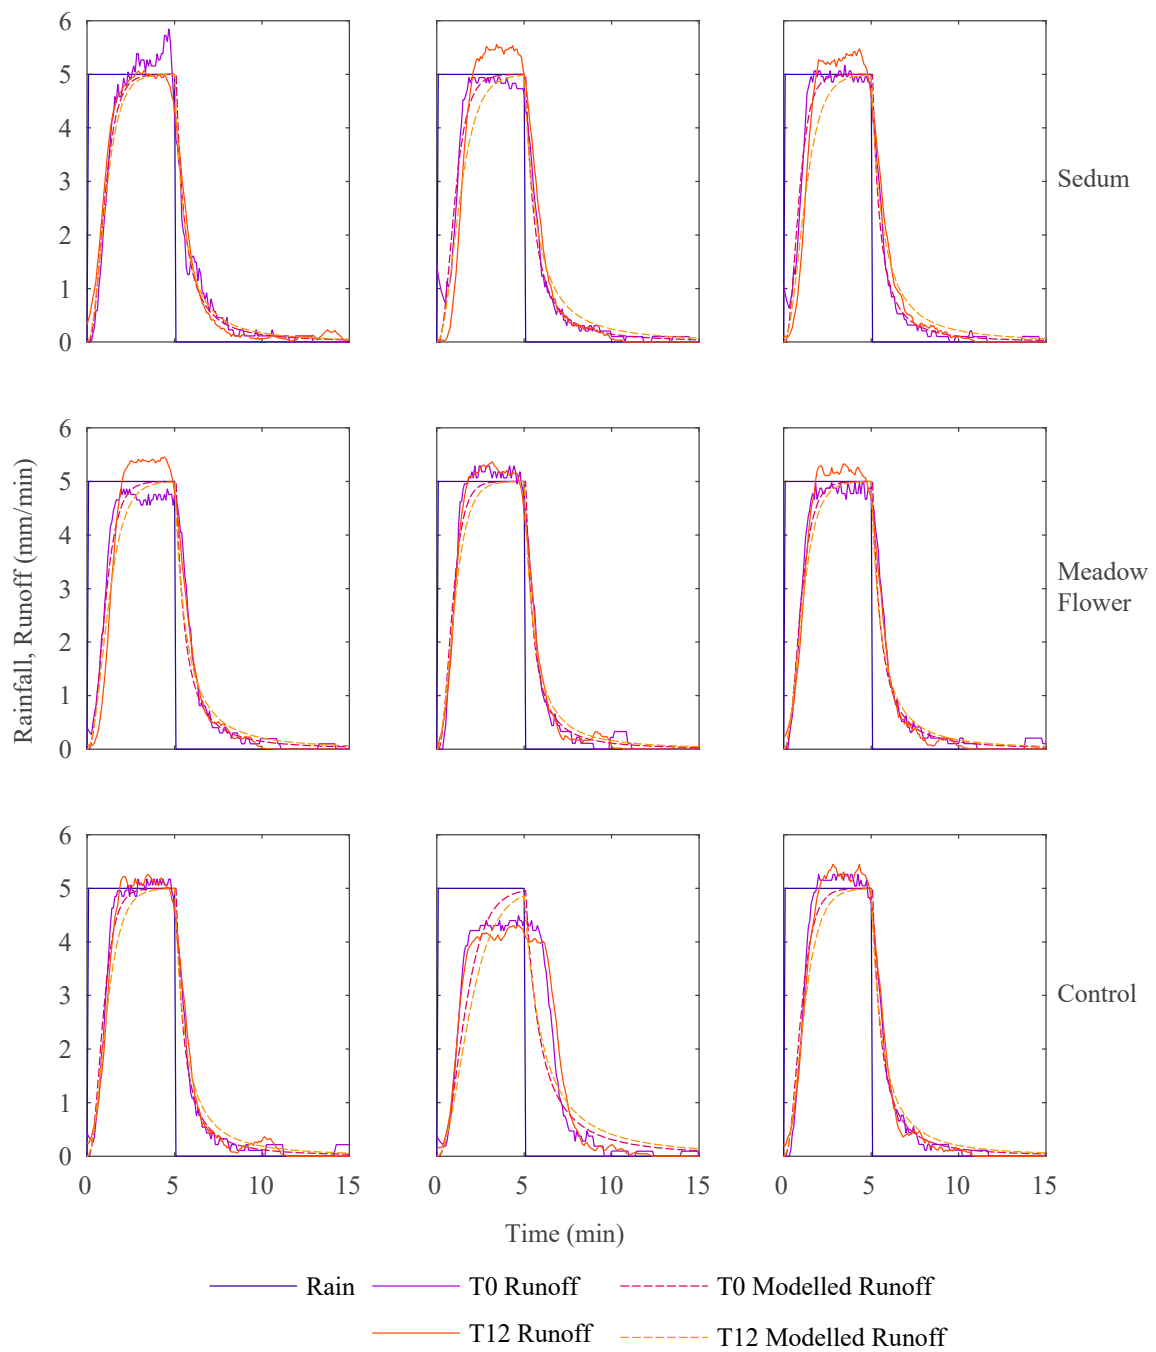 6
5
4
3
2
1
0
Sedum
Rainfall, Runoff (mm/min)
6
5
4
3
2
1
0
Meadow
Flower
6
5
4
3
2
1
0
Control
0 5 10 15 0 5 10 15 0 5 10 15
Time (min)
Rain T0 Runoff T0 Modelled Runoff
T12 Runoff T12 Modelled Runoff